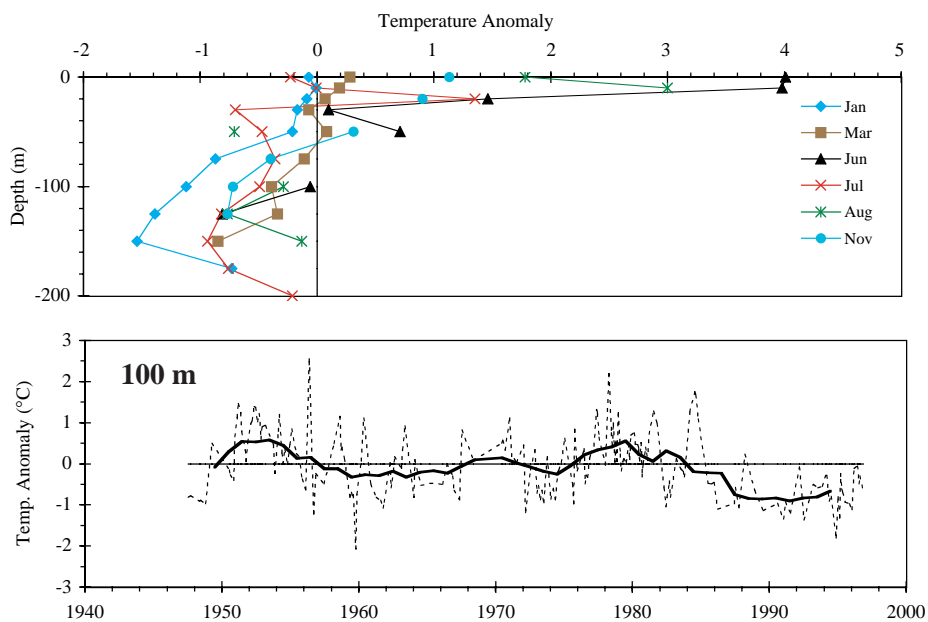 Temperature Anomaly
-2 -1 0 1 2 3 4 5
Depth (m)
0
-100
-200
Jan
Mar
Jun
Jul
Aug
Nov
100 m
Temp. Anomaly (°C)
3
2
1
0
-1
-2
-3
1940 1950 1960 1970 1980 1990 2000